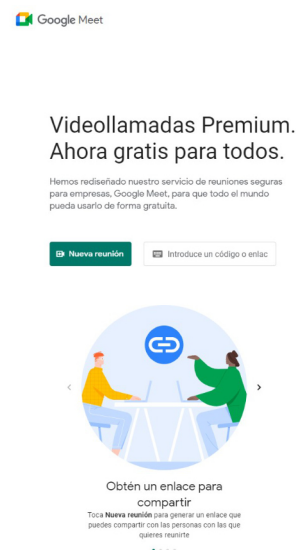 Google Meet
Videollamadas Premium.
Ahora gratis para todos.
Hemos rediseñado nuestro servicio de reuniones seguras
para empresas, Google Meet, para que todo el mundo
pueda usarlo de forma gratuita.
Nueva reunión
Introduce un código o enlac
Obtén un enlace para
compartir
Toca Nueva reunión para generar un enlace que
puedes compartir con las personas con las que
quieres reunirte